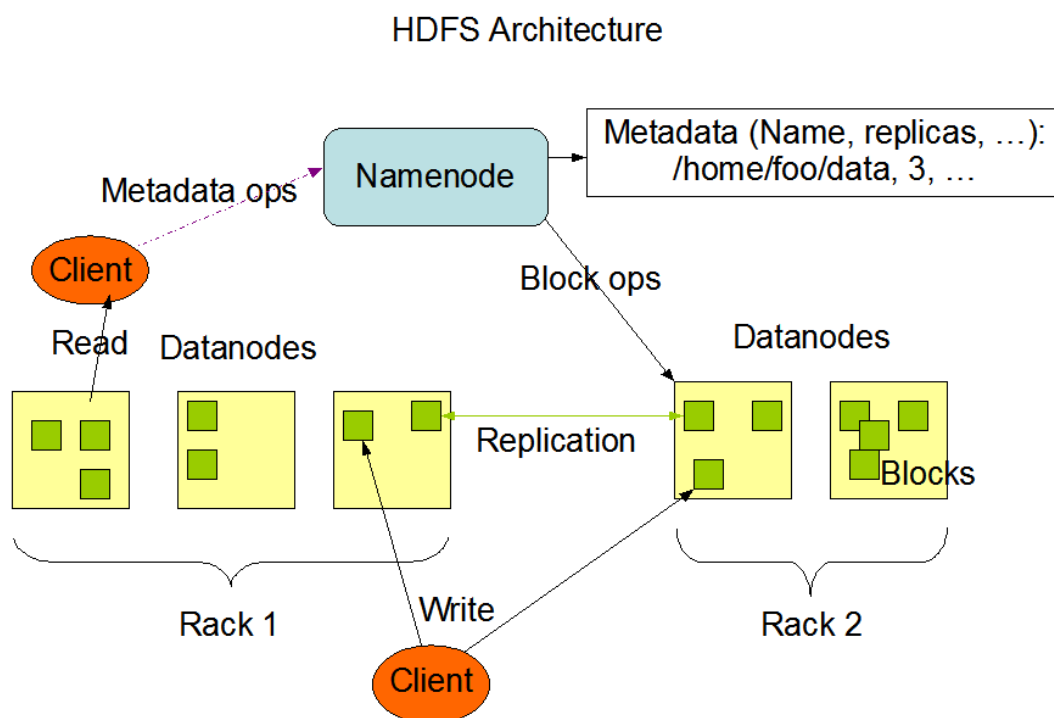 HDFS Architecture
Metadata (Name, replicas, …):
/home/foo/data, 3, …
Namenode
Metadata ops
Client
Block ops
Read
Datanodes
Datanodes
Replication
Blocks
Rack 1
Write
Rack 2
Client